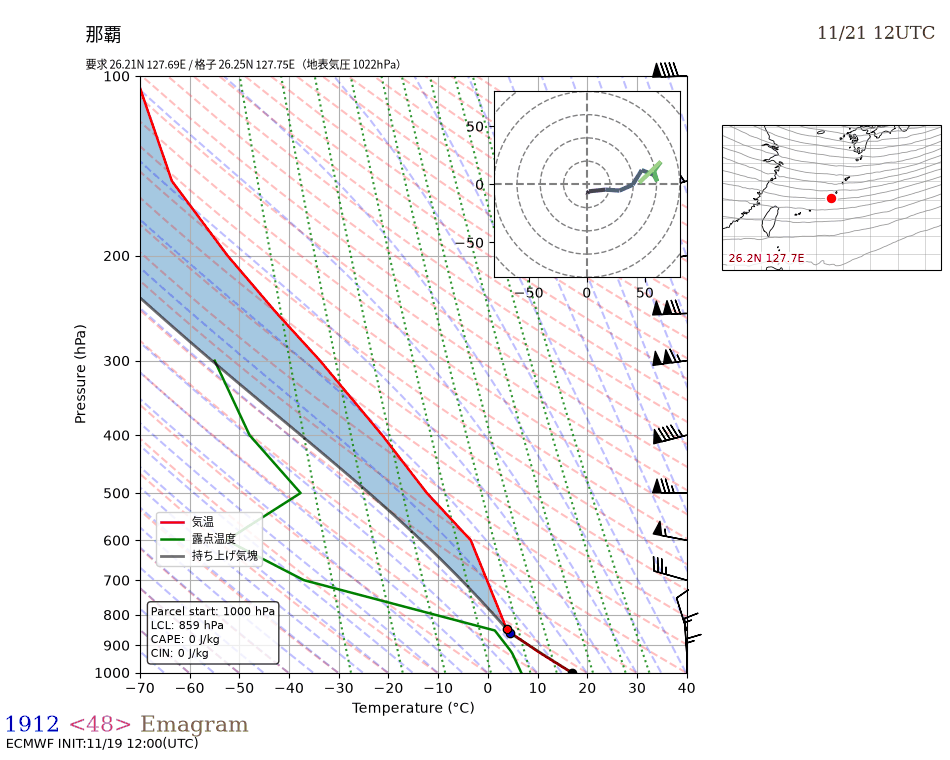 那覇
11/21 12UTC
要求 26.21N 127.69E / 格子 26.25N 127.75E（地表気圧 1022hPa）
100
200
300
400
500
600
700
800
900
1000
Pressure (hPa)
−70 −60 −50 −40 −30 −20 −10 0 10 20 30 40
Temperature (°C)
50
0
−50
−50 0 50
気温
露点温度
持ち上げ気塊
Parcel start: 1000 hPa
LCL: 859 hPa
CAPE: 0 J/kg
CIN: 0 J/kg
26.2N 127.7E
1912 <48> Emagram
ECMWF INIT:11/19 12:00(UTC)